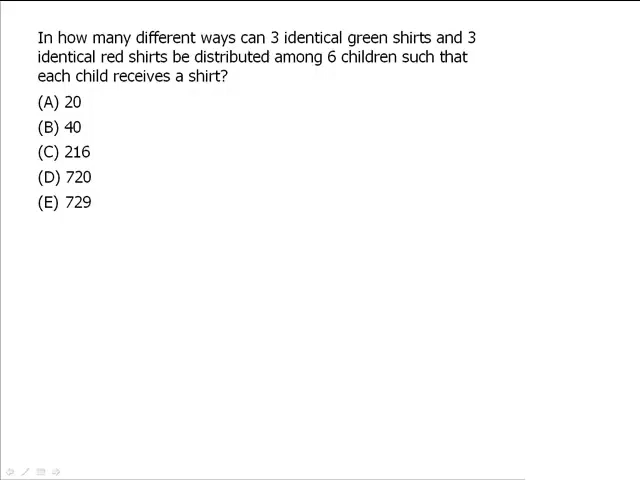 In how many different ways can 3 identical green shirts and 3
identical red shirts be distributed among 6 children such that
each child receives a shirt?
(A) 20
(B) 40
(C) 216
(D) 720
(E) 729